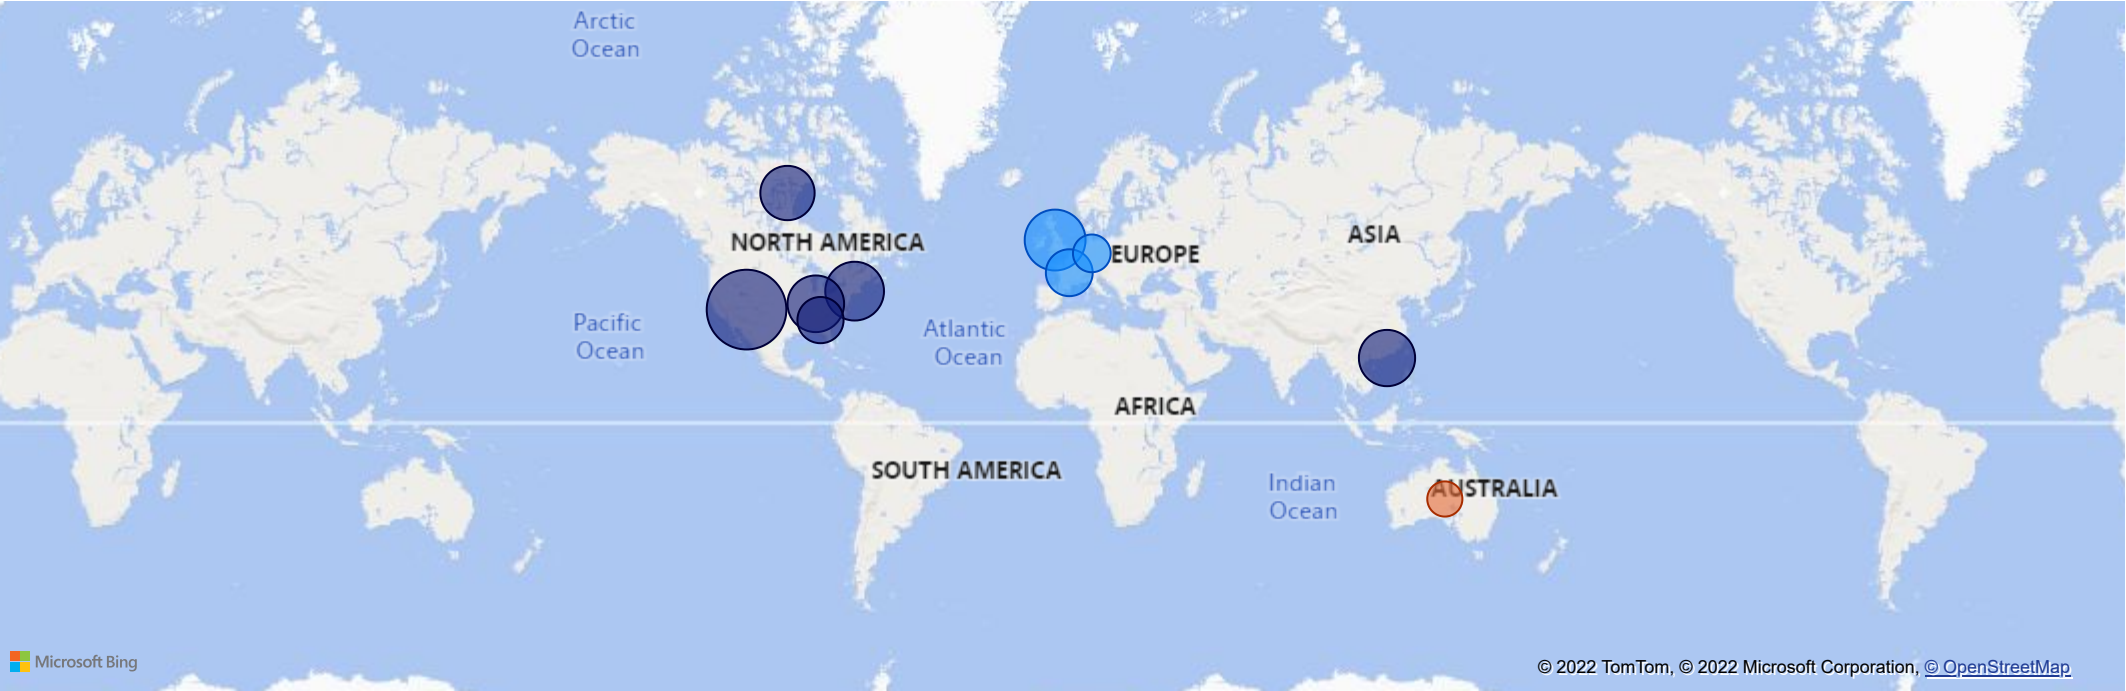 Arctic
Ocean
NORTH AMERICA
EUROPE
ASIA
Pacific
Ocean
Atlantic
Ocean
AFRICA
SOUTH AMERICA
Indian
Ocean
AUSTRALIA
Microsoft Bing
© 2022 TomTom, © 2022 Microsoft Corporation, © OpenStreetMap